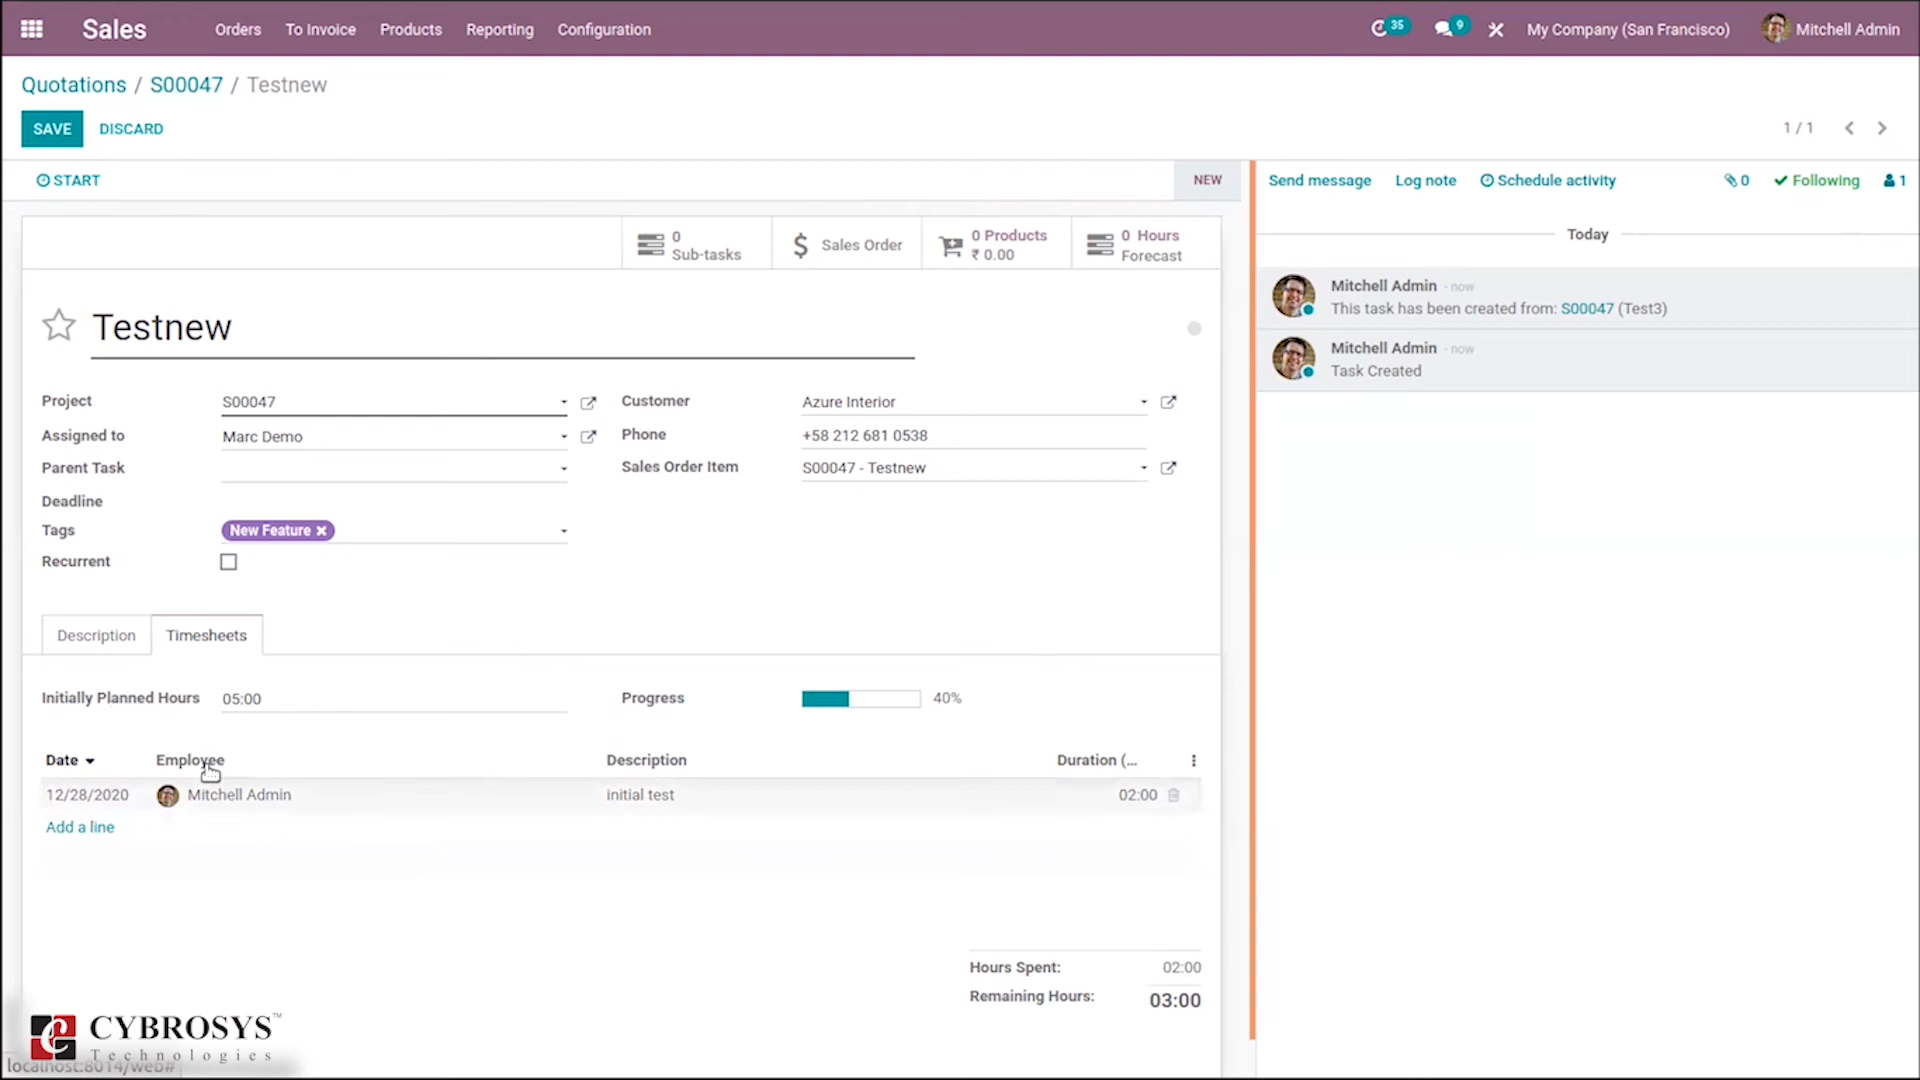 Sales Orders To Invoice Products Reporting Configuration 35 9 My Company (San Francisco) Mitchell Admin
Quotations / S00047 / Testnew
SAVE DISCARD 1 / 1
START NEW
Send message Log note Schedule activity 0 Following 1
0
Sub-tasks
Sales Order
0 Products
₹ 0.00
0 Hours
Forecast
Today
Testnew
Mitchell Admin - now
This task has been created from: S00047 (Test3)
Mitchell Admin - now
Task Created
Project S00047 Customer Azure Interior
Assigned to Marc Demo Phone +58 212 681 0538
Parent Task Sales Order Item S00047 - Testnew
Deadline
Tags New Feature
Recurrent
Description Timesheets
Initially Planned Hours 05:00 Progress 40%
Date Employee Description Duration (...
12/28/2020 Mitchell Admin initial test 02:00
Add a line
Hours Spent: 02:00
Remaining Hours: 03:00
CYBROSYS™
Technologies
localhost:8014/web#